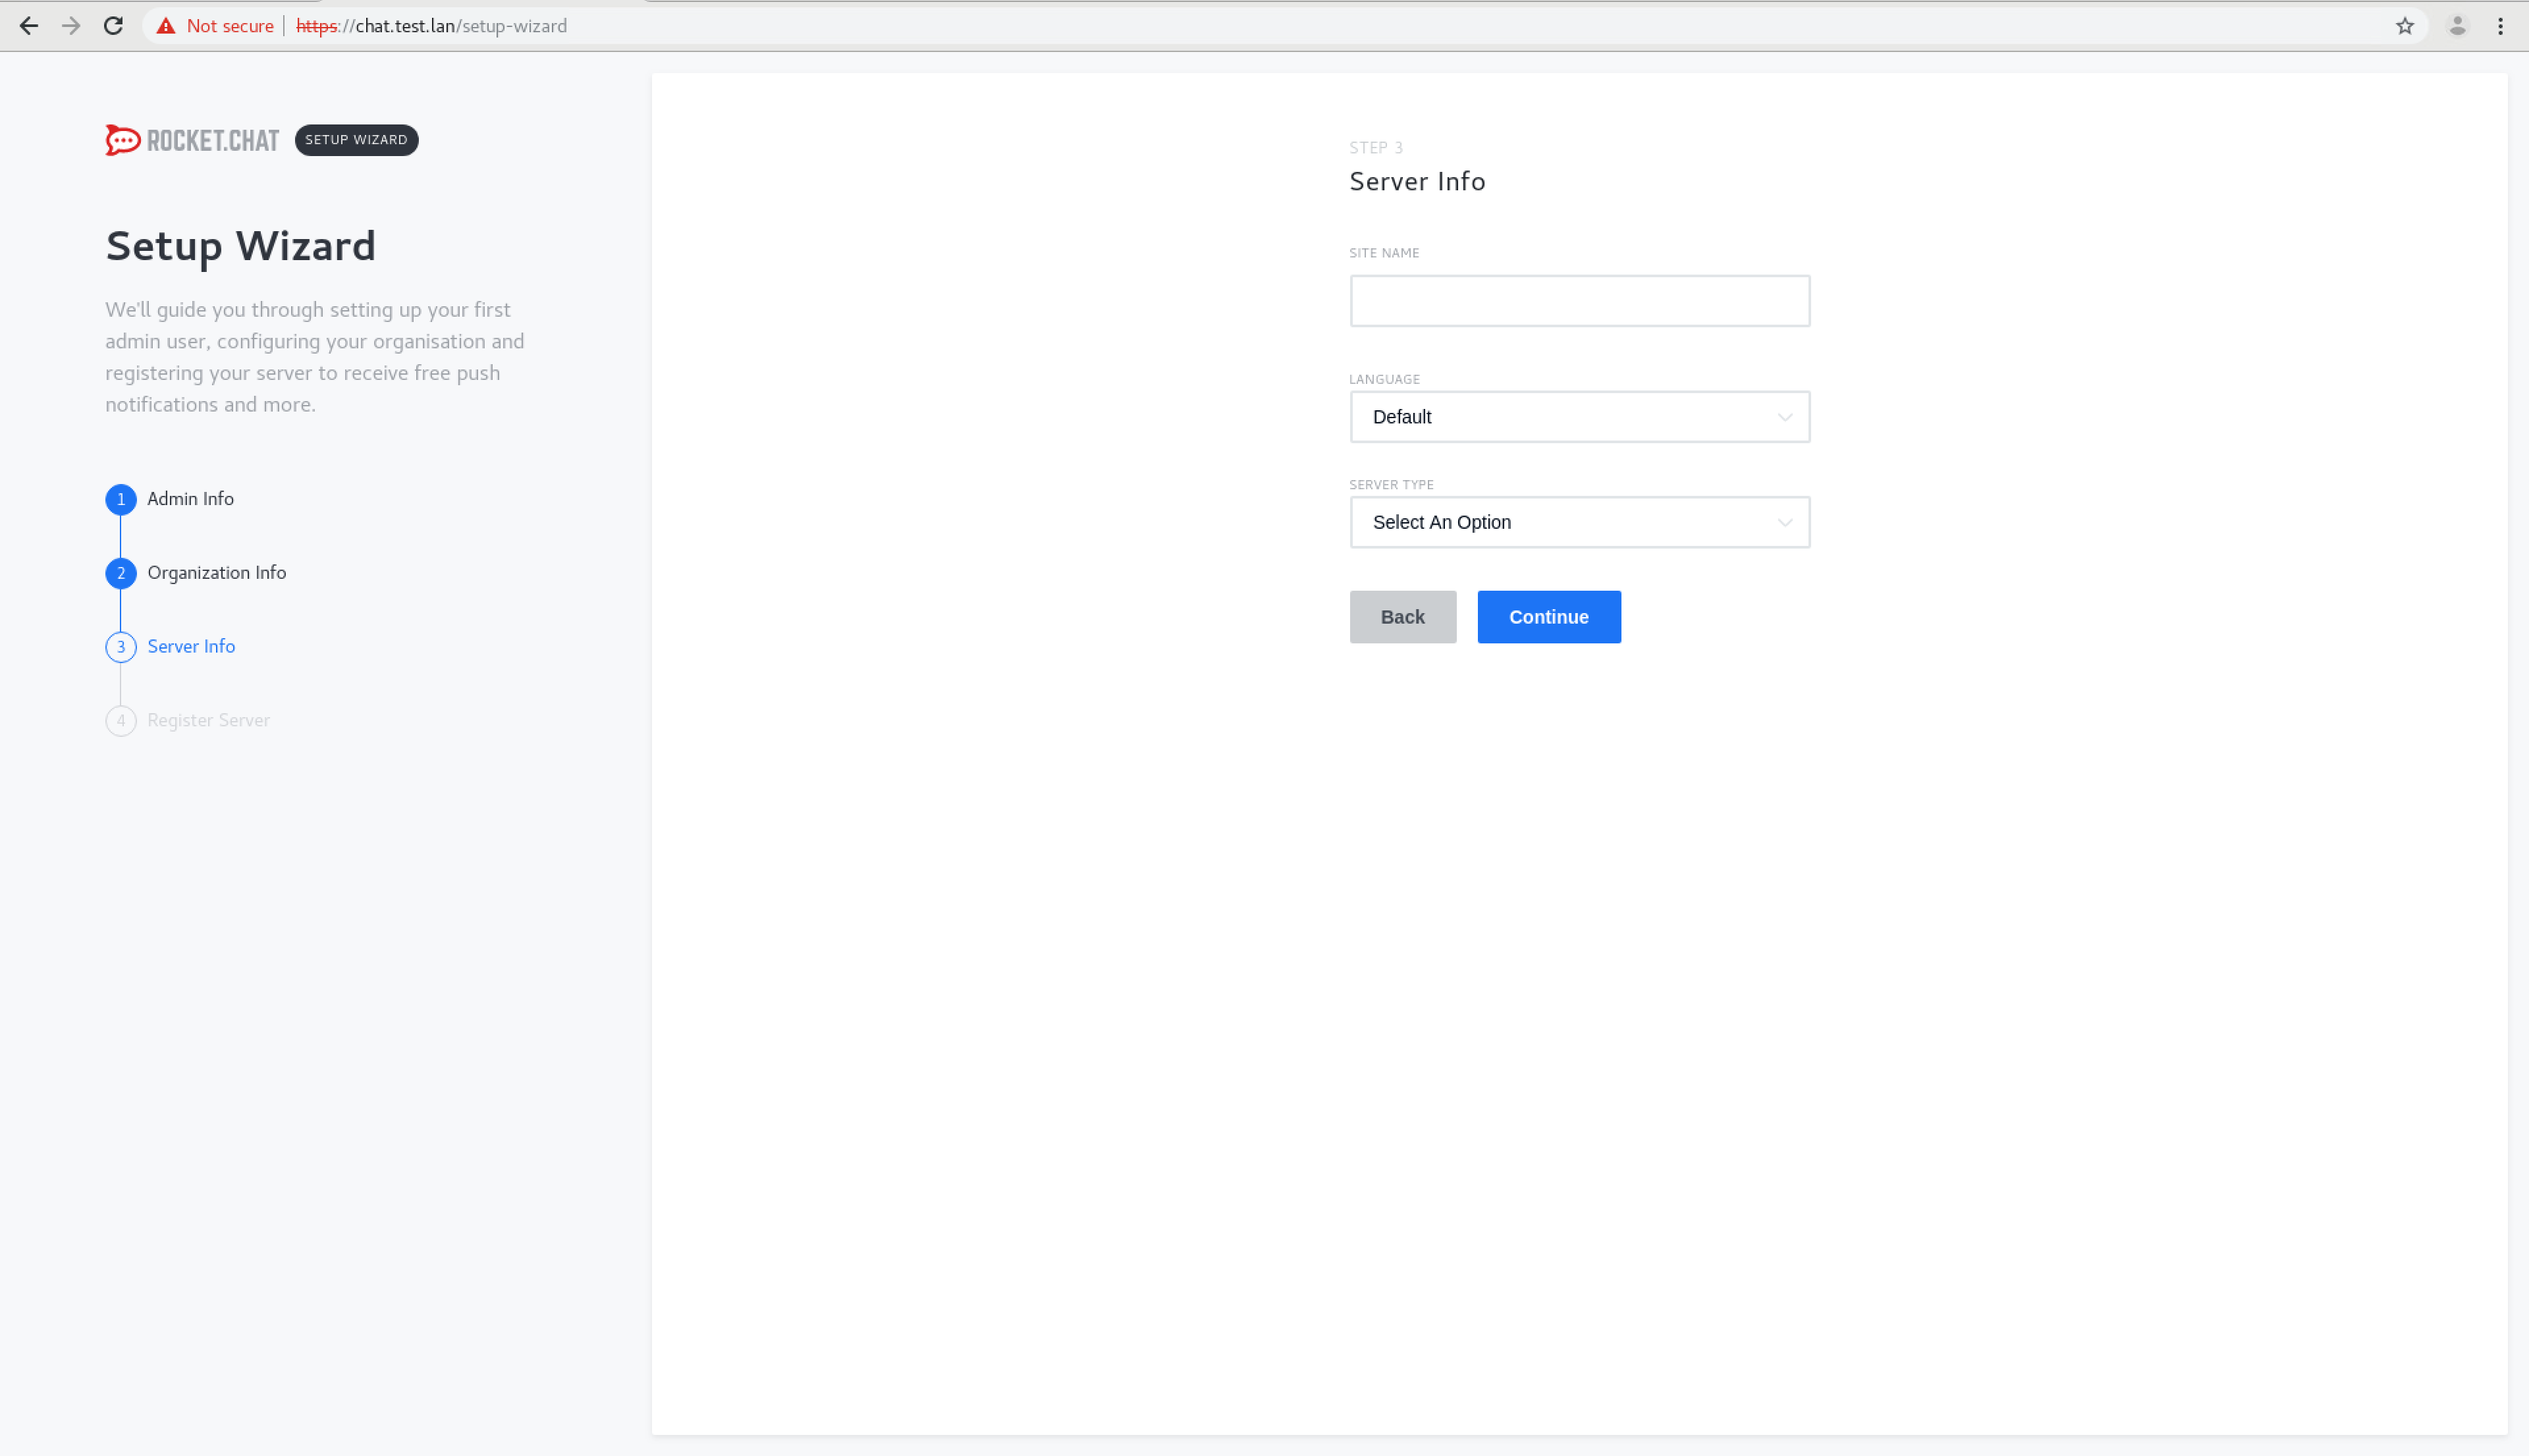 Not secure | https://chat.test.lan/setup-wizard
ROCKET.CHAT SETUP WIZARD
Setup Wizard
We'll guide you through setting up your first
admin user, configuring your organisation and
registering your server to receive free push
notifications and more.
1 Admin Info
2 Organization Info
3 Server Info
4 Register Server
STEP 3
Server Info
SITE NAME
LANGUAGE
Default
SERVER TYPE
Select An Option
Back Continue